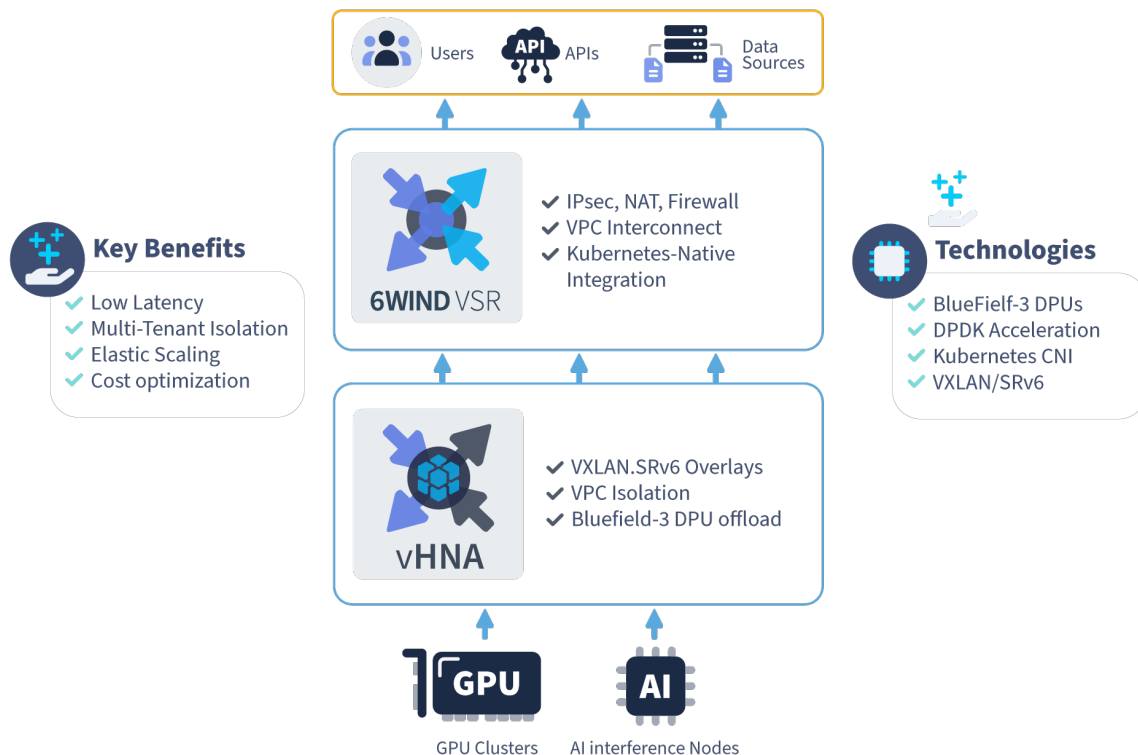 Users
API
APIs
Data
Sources
6WIND VSR
IPsec, NAT, Firewall
VPC Interconnect
Kubernetes-Native
Integration
Key Benefits
Low Latency
Multi-Tenant Isolation
Elastic Scaling
Cost optimization
Technologies
BlueFielf-3 DPUs
DPDK Acceleration
Kubernetes CNI
VXLAN/SRv6
vHNA
VXLAN.SRv6 Overlays
VPC Isolation
Bluefield-3 DPU offload
GPU
AI
GPU Clusters
AI interference Nodes